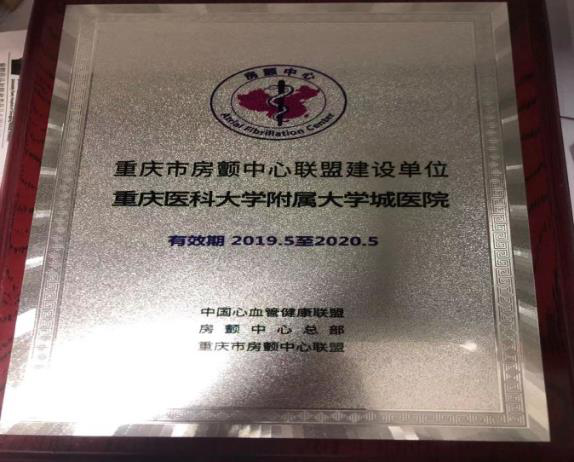 房颤中心
Atrial Fibrillation Center
重庆市房颤中心联盟建设单位
重庆医科大学附属大学城医院
有效期 2019.5至2020.5
中国心血管健康联盟
房颤中心总部
重庆市房颤中心联盟